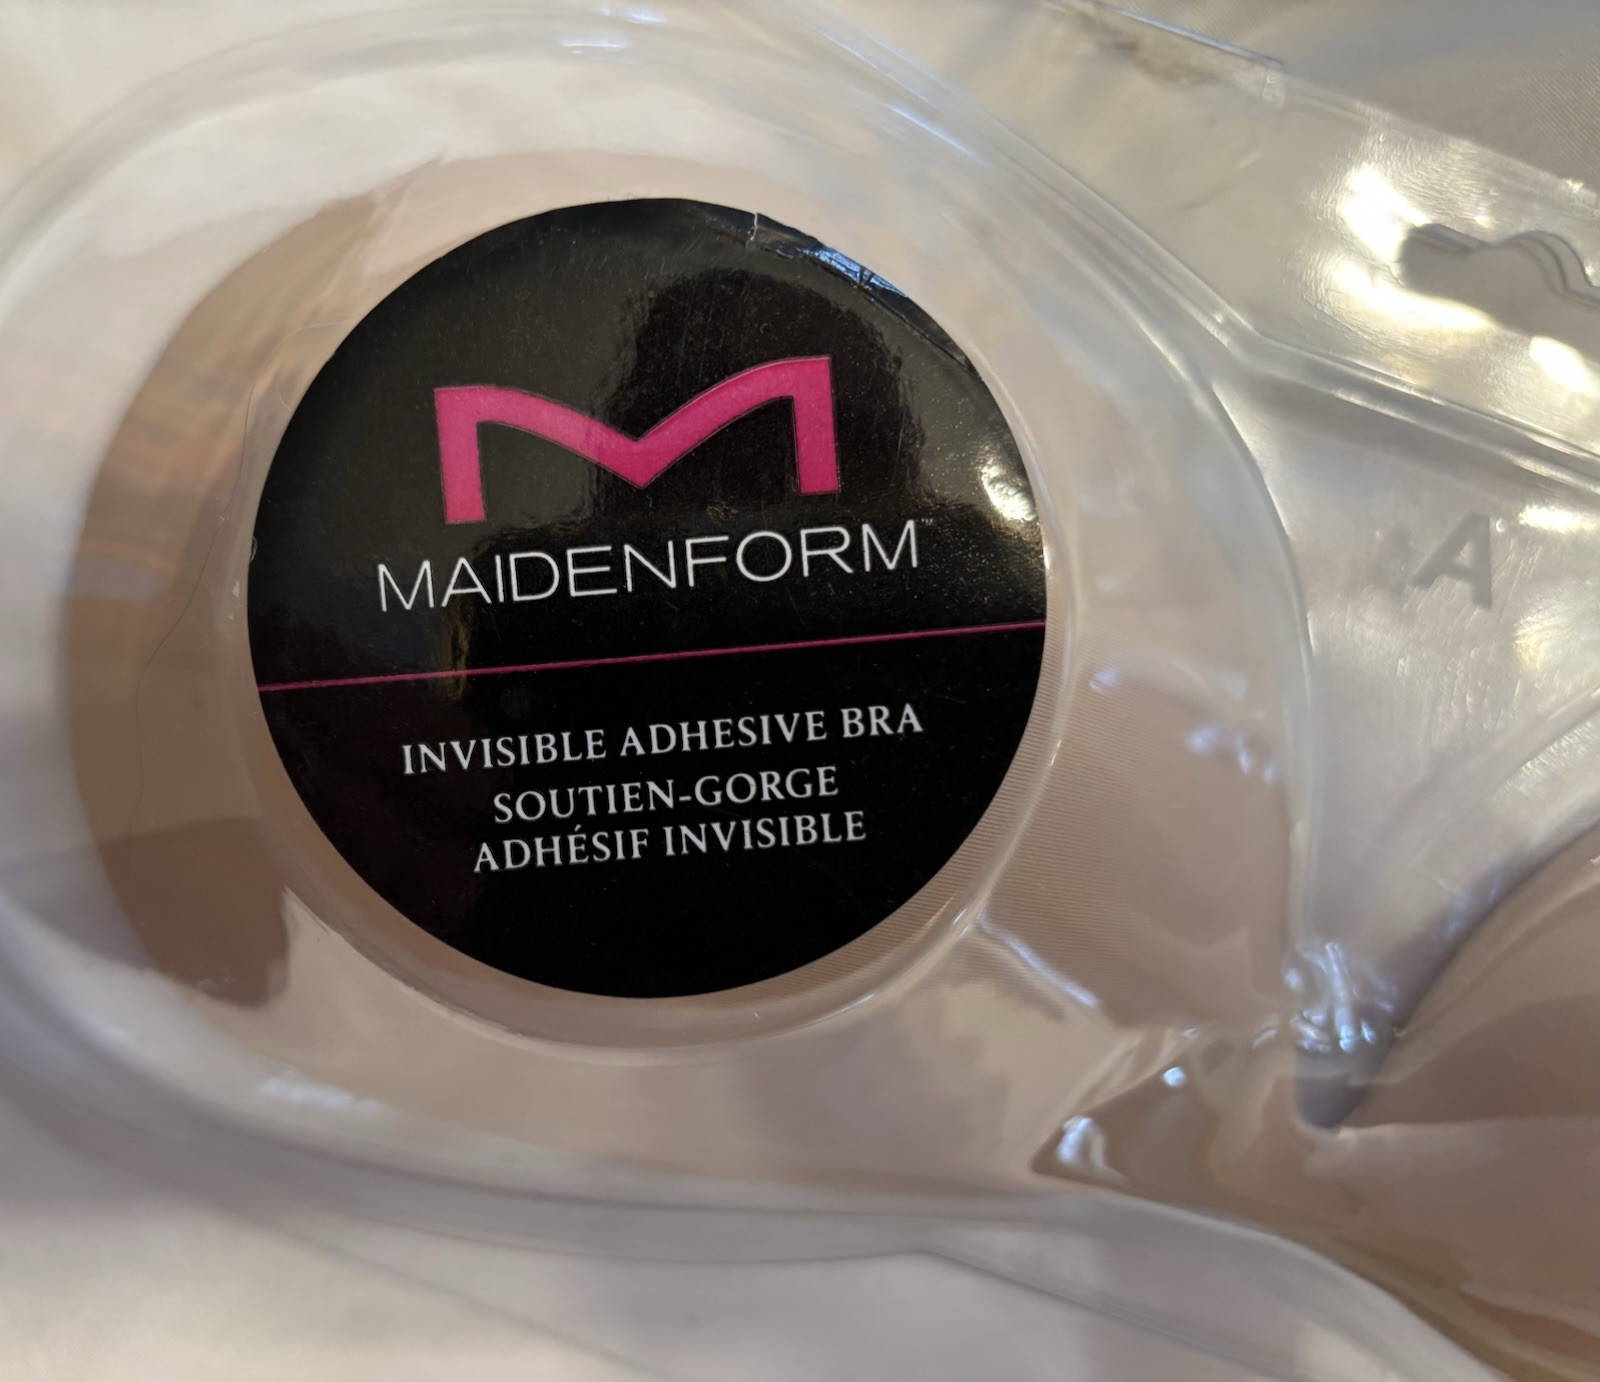 MAIDENFORM™
INVISIBLE ADHESIVE BRA
SOUTIEN-GORGE
ADHÉSIF INVISIBLE
A